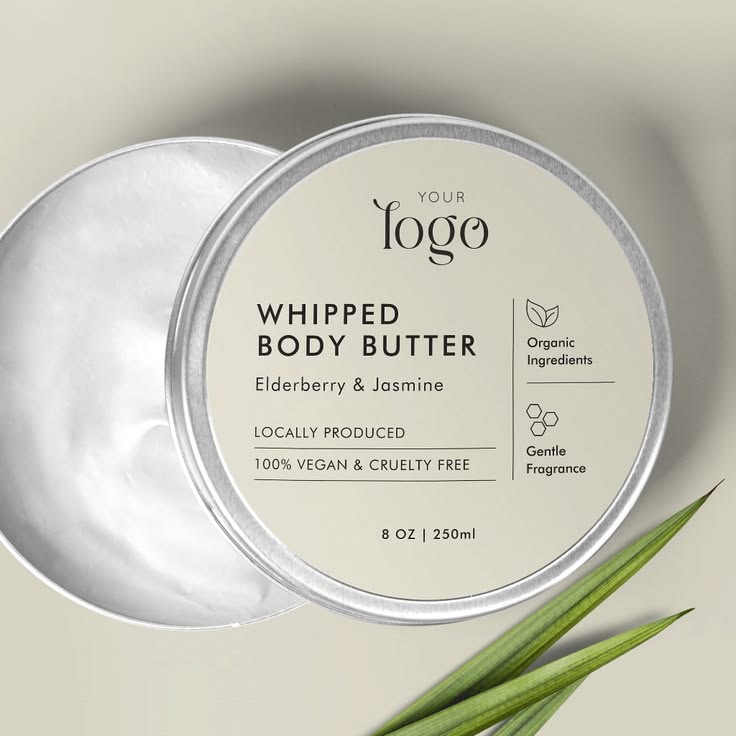 YOUR
logo
WHIPPED
BODY BUTTER
Elderberry & Jasmine
LOCALLY PRODUCED
100% VEGAN & CRUELTY FREE
8 OZ | 250ml
Organic
Ingredients
Gentle
Fragrance